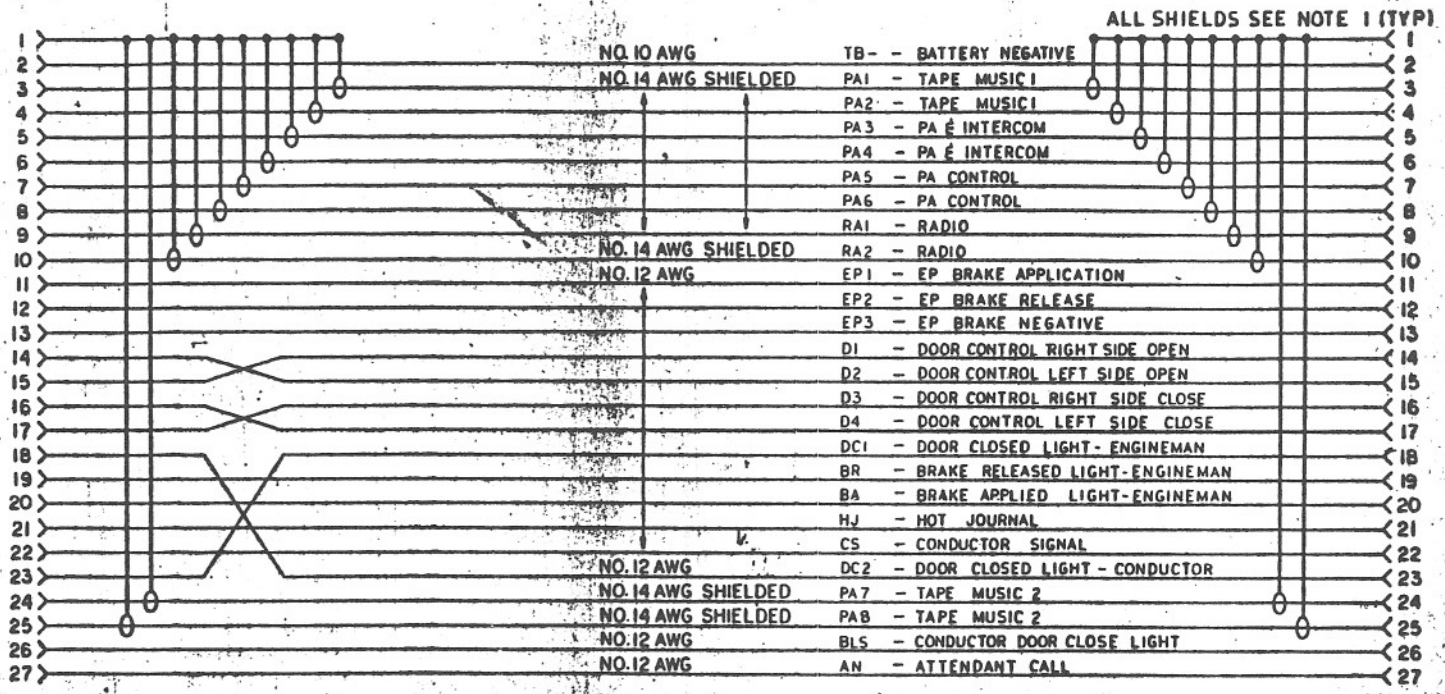 ALL SHIELDS SEE NOTE 1 (TYP)
1 1
2 NO. 10 AWG TB- - BATTERY NEGATIVE 2
3 NO. 14 AWG SHIELDED PA1 - TAPE MUSIC 1 3
4 PA2 - TAPE MUSIC 1 4
5 PA3 - PA & INTERCOM 5
6 PA4 - PA & INTERCOM 6
7 PA5 - PA CONTROL 7
8 PA6 - PA CONTROL 8
9 RA1 - RADIO 9
10 NO. 14 AWG SHIELDED RA2 - RADIO 10
11 NO. 12 AWG EP1 - EP BRAKE APPLICATION 11
12 EP2 - EP BRAKE RELEASE 12
13 EP3 - EP BRAKE NEGATIVE 13
14 D1 - DOOR CONTROL RIGHT SIDE OPEN 14
15 D2 - DOOR CONTROL LEFT SIDE OPEN 15
16 D3 - DOOR CONTROL RIGHT SIDE CLOSE 16
17 D4 - DOOR CONTROL LEFT SIDE CLOSE 17
18 DC1 - DOOR CLOSED LIGHT - ENGINEMAN 18
19 BR - BRAKE RELEASED LIGHT-ENGINEMAN 19
20 BA - BRAKE APPLIED LIGHT-ENGINEMAN 20
21 HJ - HOT JOURNAL 21
22 CS - CONDUCTOR SIGNAL 22
23 NO. 12 AWG DC2 - DOOR CLOSED LIGHT - CONDUCTOR 23
24 NO. 14 AWG SHIELDED PA7 - TAPE MUSIC 2 24
25 NO. 14 AWG SHIELDED PA8 - TAPE MUSIC 2 25
26 NO. 12 AWG BLS - CONDUCTOR DOOR CLOSE LIGHT 26
27 NO. 12 AWG AN - ATTENDANT CALL 27